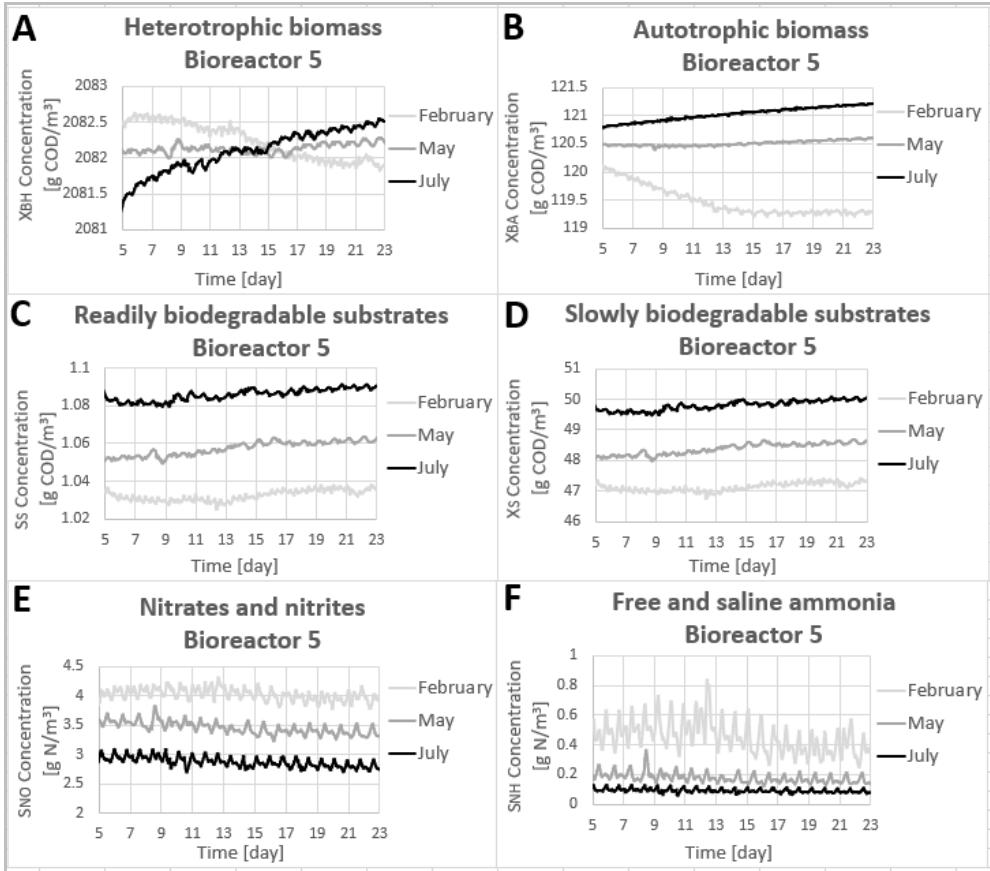 A
Heterotrophic biomass
Bioreactor 5
XBH Concentration
[g COD/m³]
2083
2082.5
2082
2081.5
2081
5 7 9 11 13 15 17 19 21 23
Time [day]
February
May
July
B
Autotrophic biomass
Bioreactor 5
XBA Concentration
[g COD/m³]
121.5
121
120.5
120
119.5
119
5 7 9 11 13 15 17 19 21 23
Time [day]
February
May
July
C
Readily biodegradable substrates
Bioreactor 5
SS Concentration
[g COD/m³]
1.1
1.08
1.06
1.04
1.02
5 7 9 11 13 15 17 19 21 23
Time [day]
February
May
July
D
Slowly biodegradable substrates
Bioreactor 5
XS Concentration
[g COD/m³]
51
50
49
48
47
46
5 7 9 11 13 15 17 19 21 23
Time [day]
February
May
July
E
Nitrates and nitrites
Bioreactor 5
SNO Concentration
[g N/m³]
4.5
4
3.5
3
2.5
2
5 7 9 11 13 15 17 19 21 23
Time [day]
February
May
July
F
Free and saline ammonia
Bioreactor 5
SNH Concentration
[g N/m³]
1
0.8
0.6
0.4
0.2
0
5 7 9 11 13 15 17 19 21 23
Time [day]
February
May
July